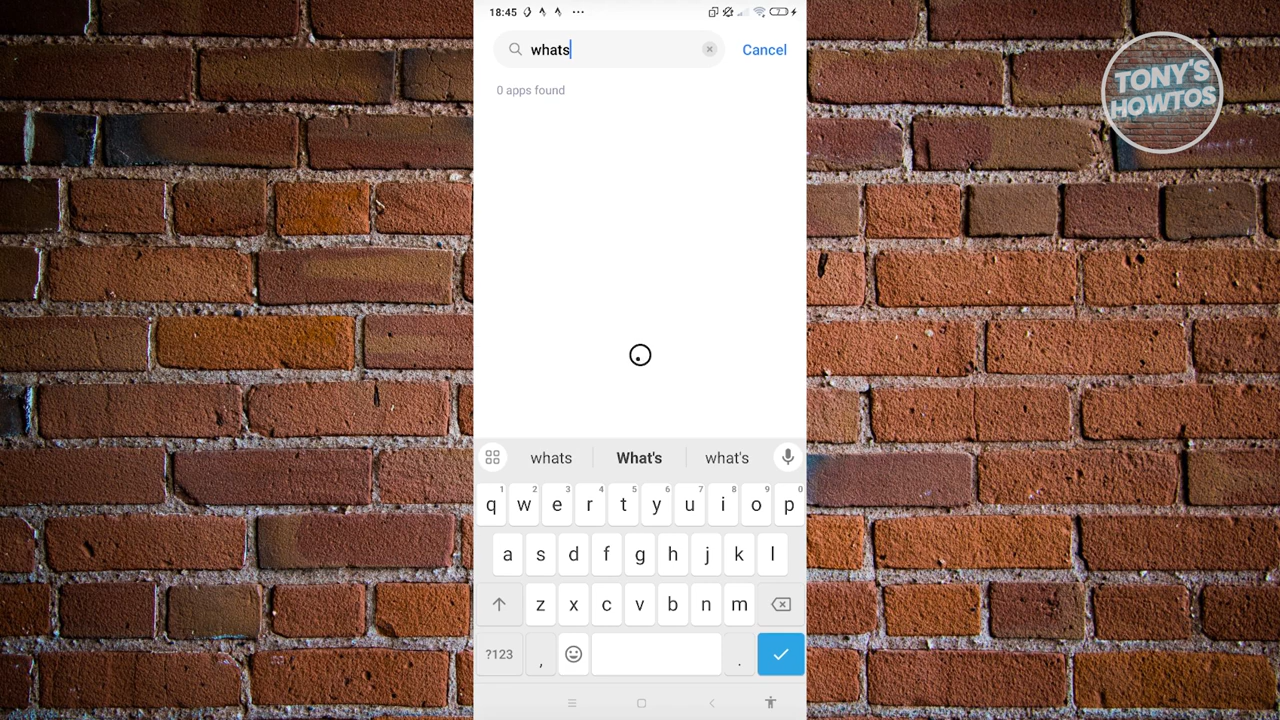 18:45
whats
Cancel
0 apps found
TONY'S
HOWTOS
whats What's what's
1 2 3 4 5 6 7 8 9 0
q w e r t y u i o p
a s d f g h j k l
z x c v b n m
?123 , .